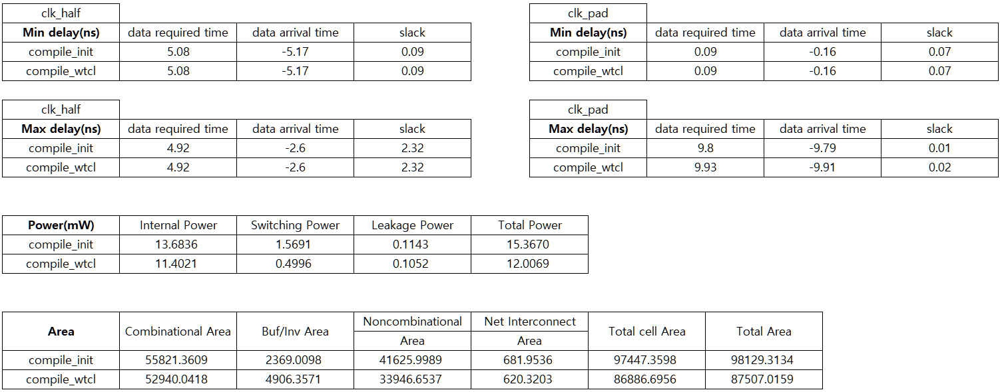 clk_half
Min delay(ns) data required time data arrival time slack
compile_init 5.08 -5.17 0.09
compile_wtcl 5.08 -5.17 0.09
clk_pad
Min delay(ns) data required time data arrival time slack
compile_init 0.09 -0.16 0.07
compile_wtcl 0.09 -0.16 0.07
clk_half
Max delay(ns) data required time data arrival time slack
compile_init 4.92 -2.6 2.32
compile_wtcl 4.92 -2.6 2.32
clk_pad
Max delay(ns) data required time data arrival time slack
compile_init 9.8 -9.79 0.01
compile_wtcl 9.93 -9.91 0.02
Power(mW) Internal Power Switching Power Leakage Power Total Power
compile_init 13.6836 1.5691 0.1143 15.3670
compile_wtcl 11.4021 0.4996 0.1052 12.0069
Area Combinational Area Buf/Inv Area Noncombinational Area Net Interconnect Area Total cell Area Total Area
compile_init 55821.3609 2369.0098 41625.9989 681.9536 97447.3598 98129.3134
compile_wtcl 52940.0418 4906.3571 33946.6537 620.3203 86886.6956 87507.0159